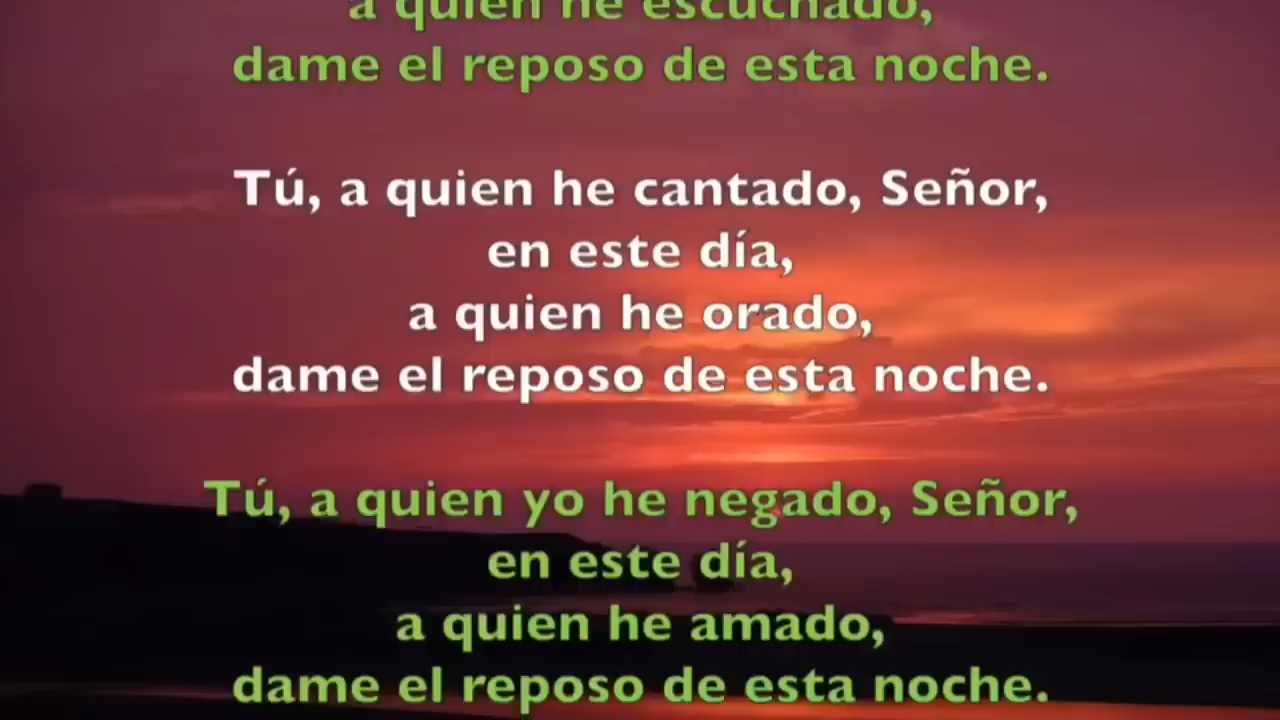 a quien he escuchado,
dame el reposo de esta noche.
Tú, a quien he cantado, Señor,
en este día,
a quien he orado,
dame el reposo de esta noche.
Tú, a quien yo he negado, Señor,
en este día,
a quien he amado,
dame el reposo de esta noche.